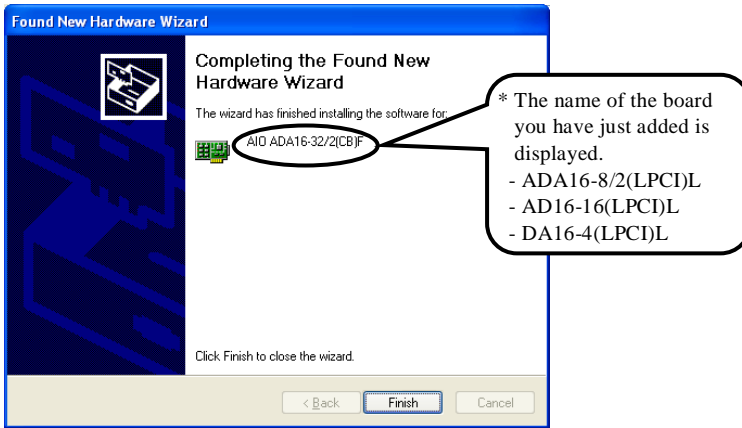 Found New Hardware Wizard
Completing the Found New
Hardware Wizard
The wizard has finished installing the software for:
AIO ADA16-32/2(CB)F
Click Finish to close the wizard.
< Back
Finish
Cancel
* The name of the board
you have just added is
displayed.
- ADA16-8/2(LPCI)L
- AD16-16(LPCI)L
- DA16-4(LPCI)L